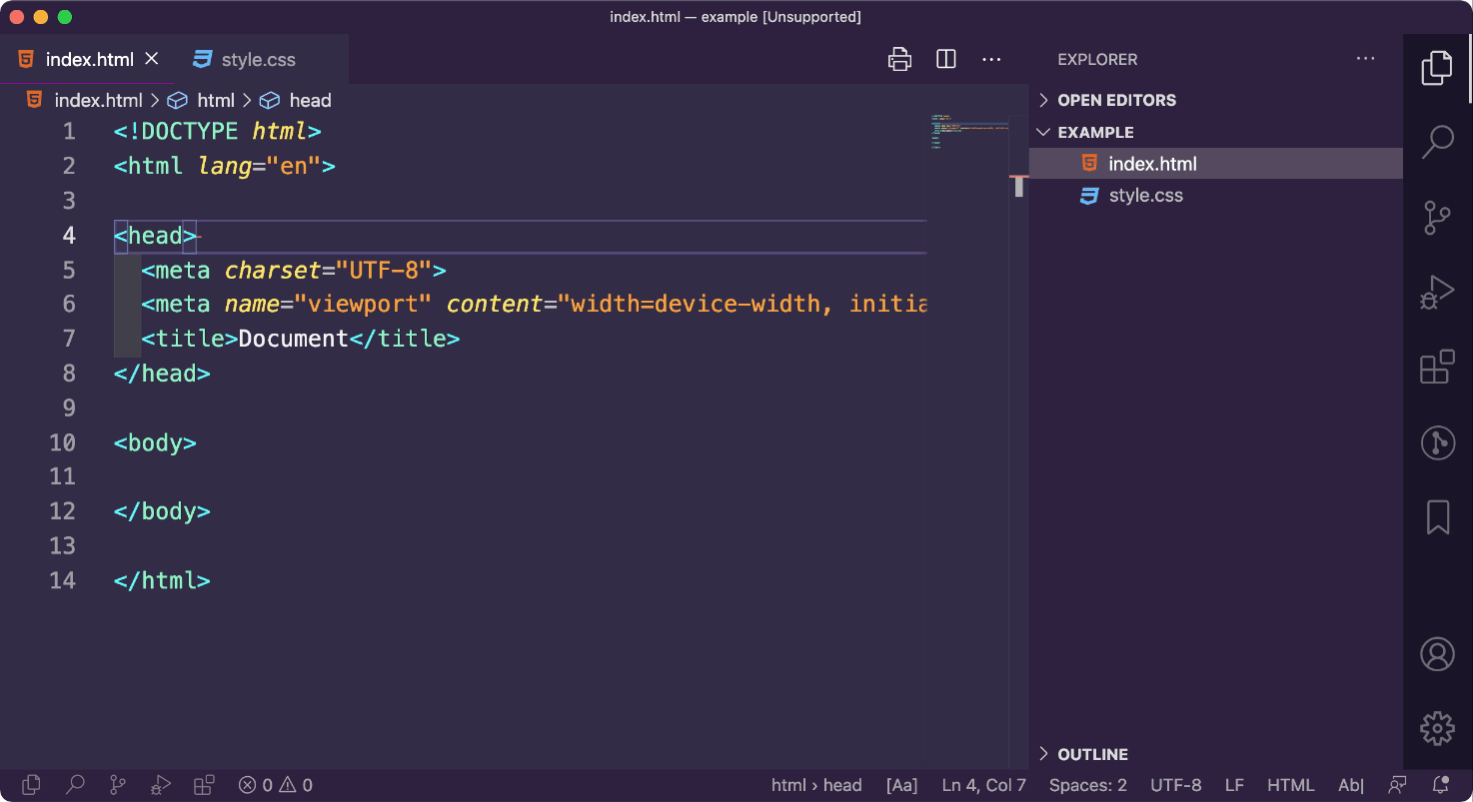 index.html — example [Unsupported]
index.html style.css
EXPLORER
index.html > html > head
OPEN EDITORS
EXAMPLE
index.html
style.css
1 <!DOCTYPE html>
2 <html lang="en">
3
4 <head>
5 <meta charset="UTF-8">
6 <meta name="viewport" content="width=device-width, initia
7 <title>Document</title>
8 </head>
9
10 <body>
11
12 </body>
13
14 </html>
OUTLINE
0 0 html › head [Aa] Ln 4, Col 7 Spaces: 2 UTF-8 LF HTML Ab|